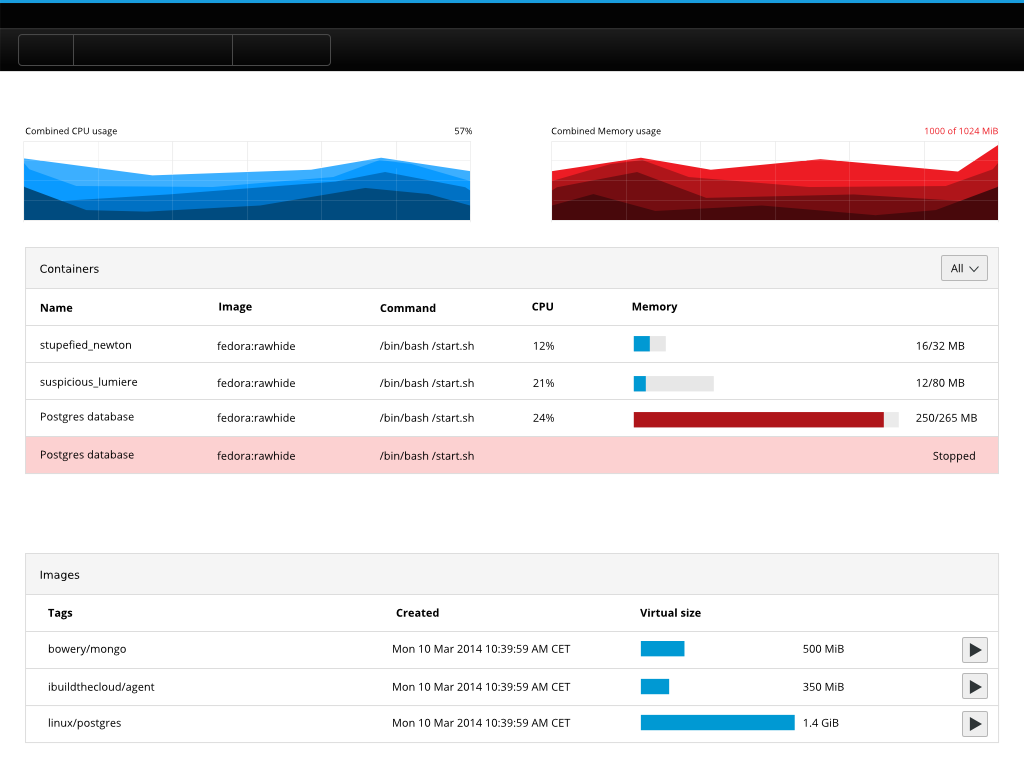 Combined CPU usage 57% Combined Memory usage 1000 of 1024 MiB
Containers All
Name Image Command CPU Memory
stupefied_newton fedora:rawhide /bin/bash /start.sh 12% 16/32 MB
suspicious_lumiere fedora:rawhide /bin/bash /start.sh 21% 12/80 MB
Postgres database fedora:rawhide /bin/bash /start.sh 24% 250/265 MB
Postgres database fedora:rawhide /bin/bash /start.sh Stopped
Images
Tags Created Virtual size
bowery/mongo Mon 10 Mar 2014 10:39:59 AM CET 500 MiB
ibuildthecloud/agent Mon 10 Mar 2014 10:39:59 AM CET 350 MiB
linux/postgres Mon 10 Mar 2014 10:39:59 AM CET 1.4 GiB